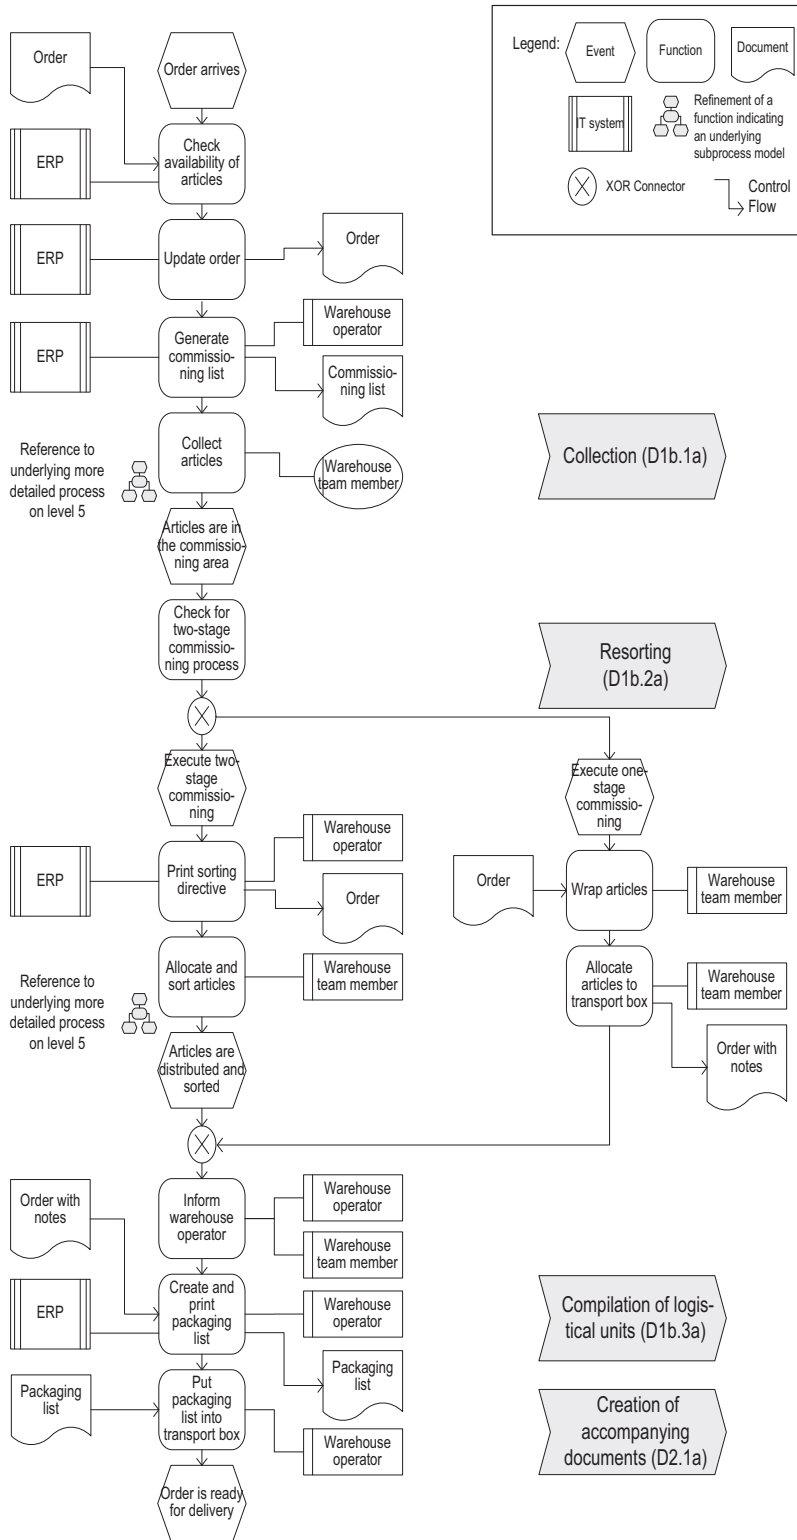 Legend:
Event
Function
Document
IT system
Refinement of a
function indicating
an underlying
subprocess model
XOR Connector
Control
Flow
Order
Order arrives
ERP
Check
availability of
articles
ERP
Update order
Order
ERP
Generate
commissio-
ning list
Warehouse
operator
Commissio-
ning list
Reference to
underlying more
detailed process
on level 5
Collect
articles
Warehouse
team member
Collection (D1b.1a)
Articles are in
the commissio-
ning area
Check for
two-stage
commissio-
ning process
Resorting
(D1b.2a)
Execute two-
stage
commissio-
ning
Execute one-
stage
commissio-
ning
ERP
Print sorting
directive
Warehouse
operator
Order
Order
Wrap articles
Warehouse
team member
Reference to
underlying more
detailed process
on level 5
Allocate and
sort articles
Warehouse
team member
Allocate
articles to
transport box
Warehouse
team member
Order with
notes
Articles are
distributed and
sorted
Order with
notes
Inform
warehouse
operator
Warehouse
operator
Warehouse
team member
ERP
Create and
print
packaging
list
Warehouse
operator
Packaging
list
Compilation of logis-
tical units (D1b.3a)
Packaging
list
Put
packaging
list into
transport box
Warehouse
operator
Creation of
accompanying
documents (D2.1a)
Order is ready
for delivery